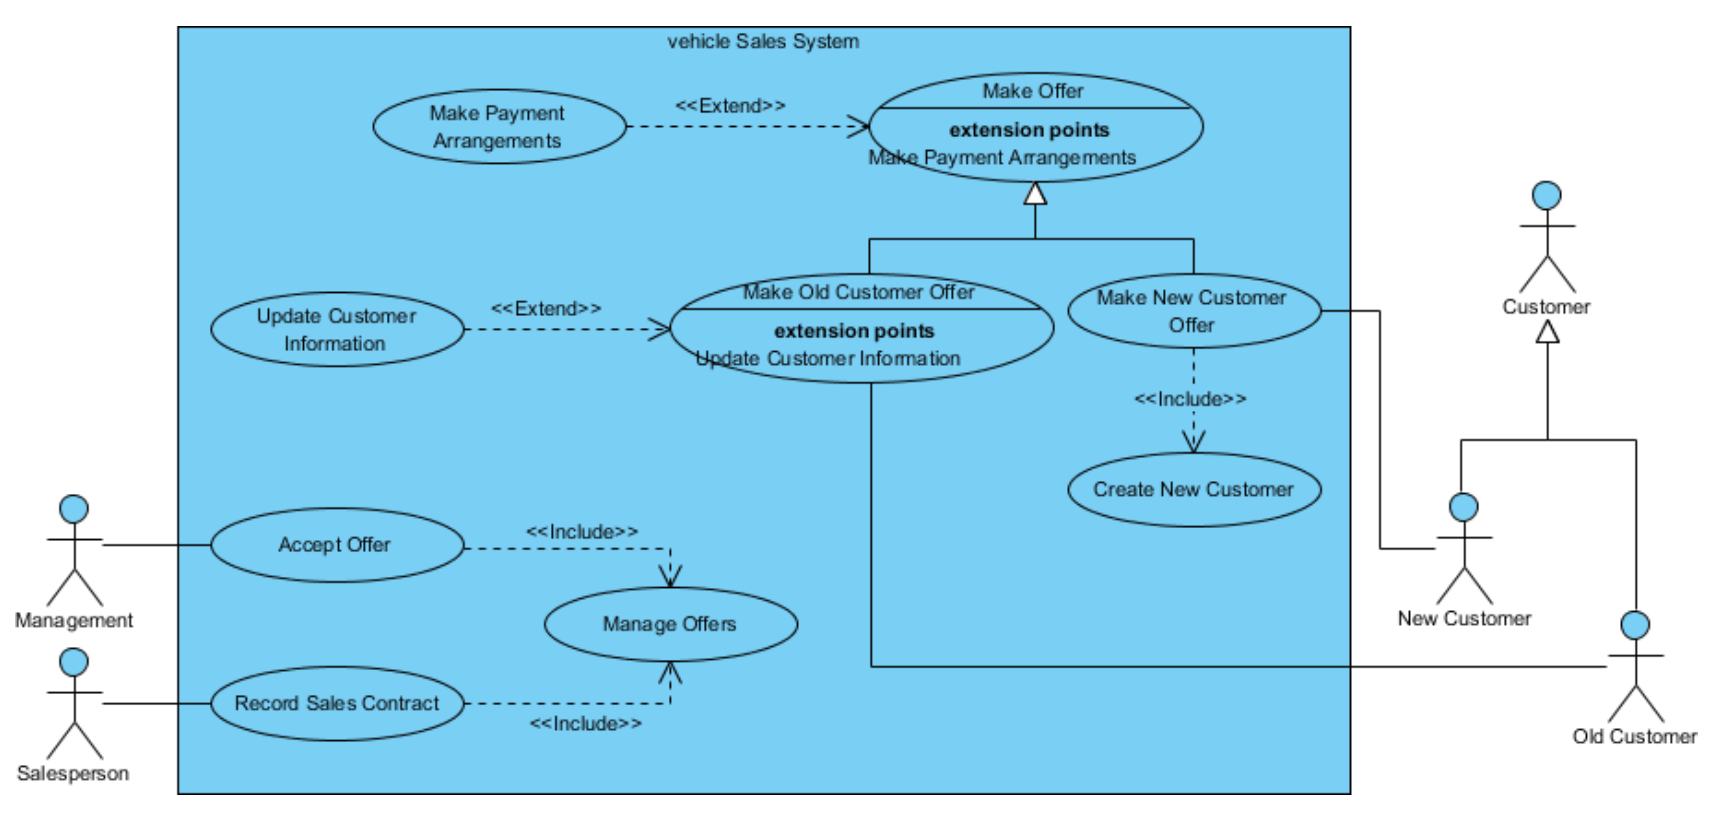 vehicle Sales System
Make Payment
Arrangements
<<Extend>>
Make Offer
extension points
Make Payment Arrangements
Customer
Update Customer
Information
<<Extend>>
Make Old Customer Offer
extension points
Update Customer Information
Make New Customer
Offer
<<Include>>
Create New Customer
Management
Accept Offer
<<Include>>
Manage Offers
New Customer
Salesperson
Record Sales Contract
<<Include>>
Old Customer